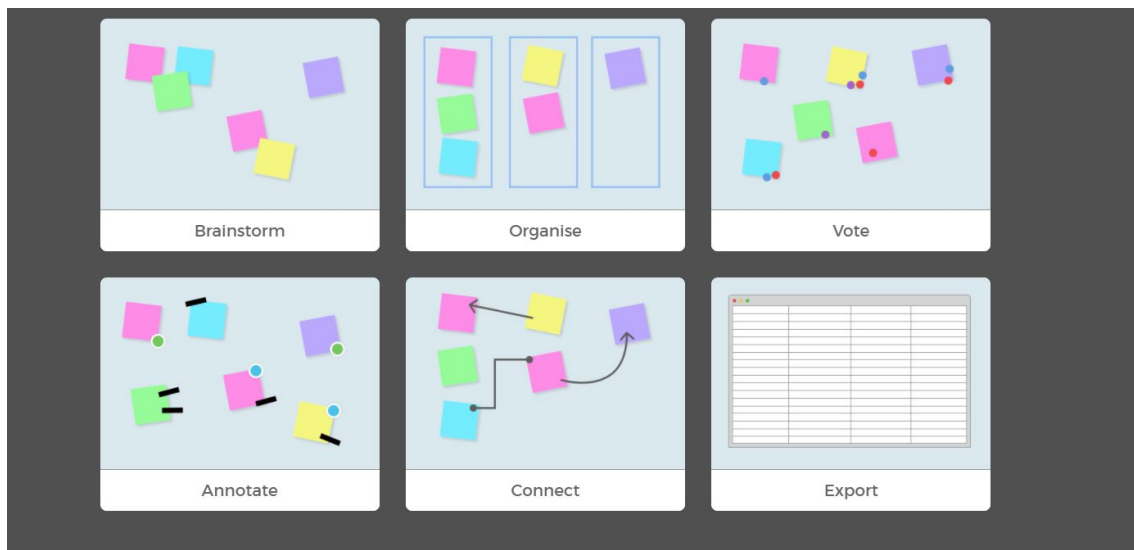 Brainstorm
Organise
Vote
Annotate
Connect
Export